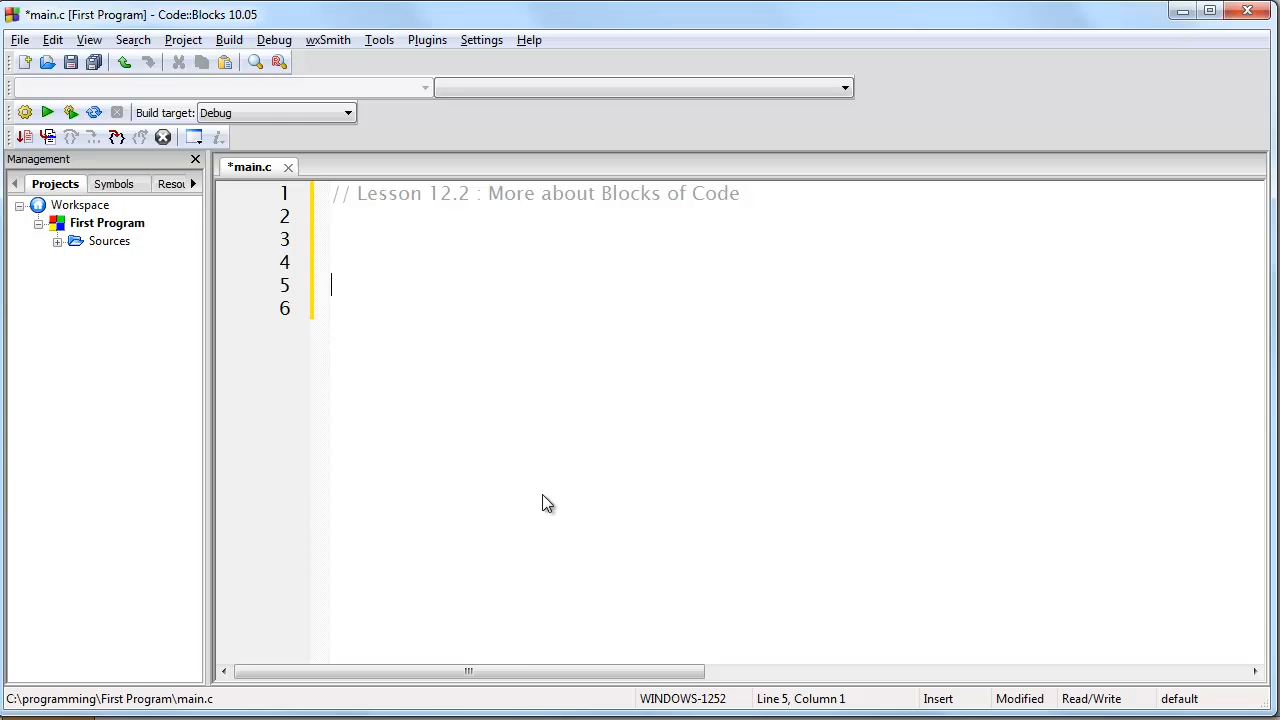 *main.c [First Program] - Code::Blocks 10.05
File Edit View Search Project Build Debug wxSmith Tools Plugins Settings Help
Build target: Debug
Management
*main.c
Projects Symbols Resou
1 // Lesson 12.2 : More about Blocks of Code
Workspace
2
First Program
3
Sources
4
5
6
C:\programming\First Program\main.c WINDOWS-1252 Line 5, Column 1 Insert Modified Read/Write default